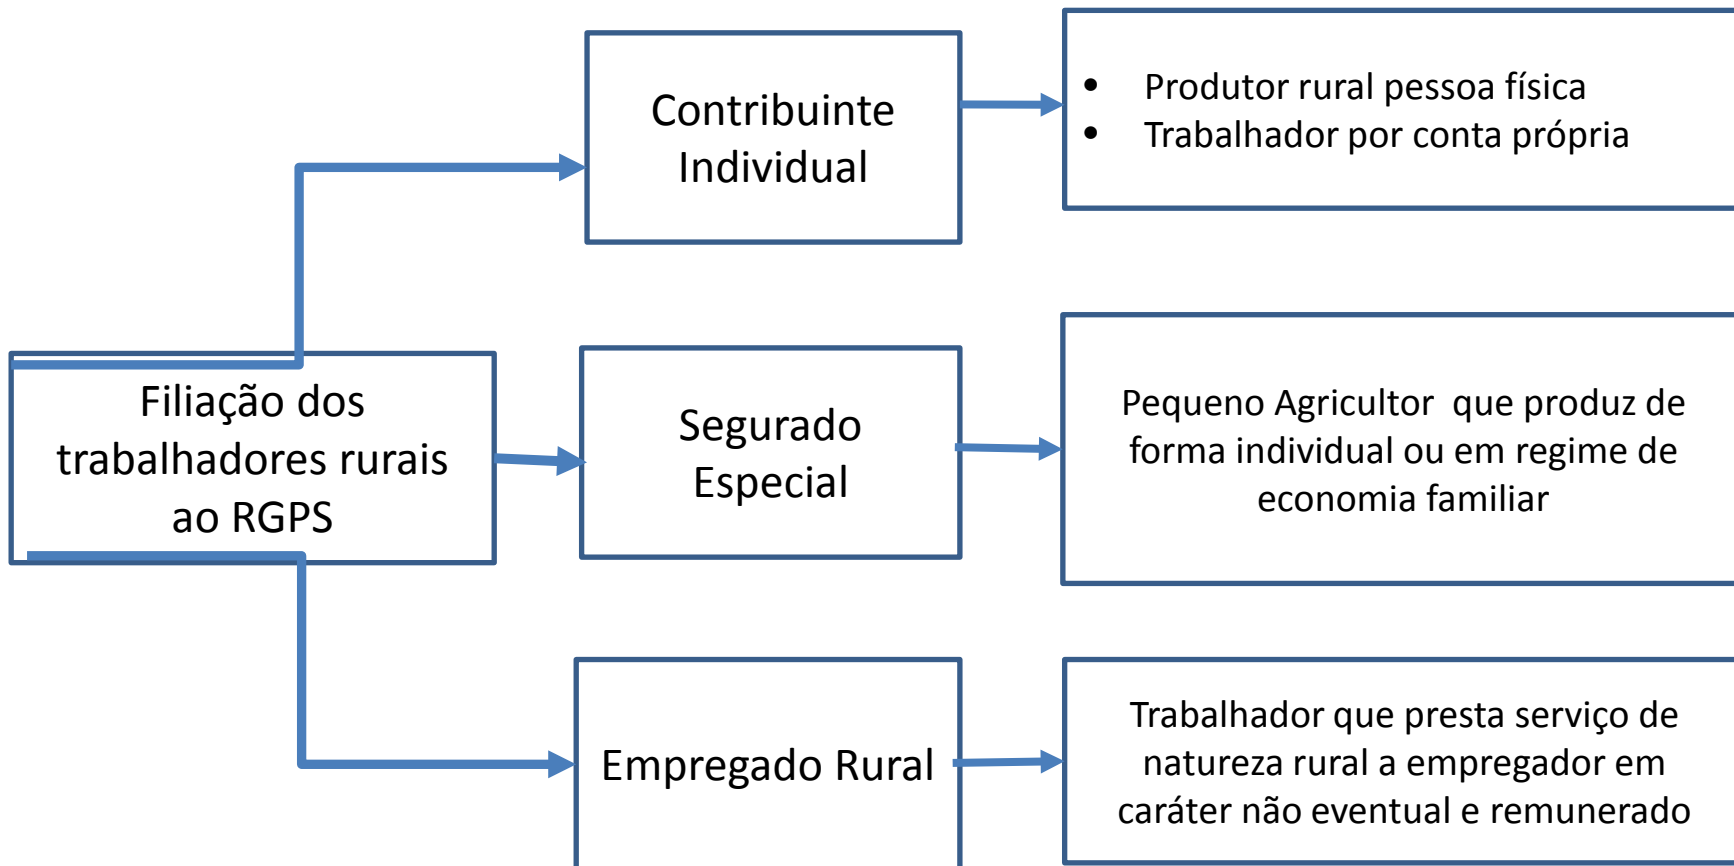 Contribuinte
Individual
• Produtor rural pessoa física
• Trabalhador por conta própria
Filiação dos
trabalhadores rurais
ao RGPS
Segurado
Especial
Pequeno Agricultor que produz de
forma individual ou em regime de
economia familiar
Empregado Rural
Trabalhador que presta serviço de
natureza rural a empregador em
caráter não eventual e remunerado